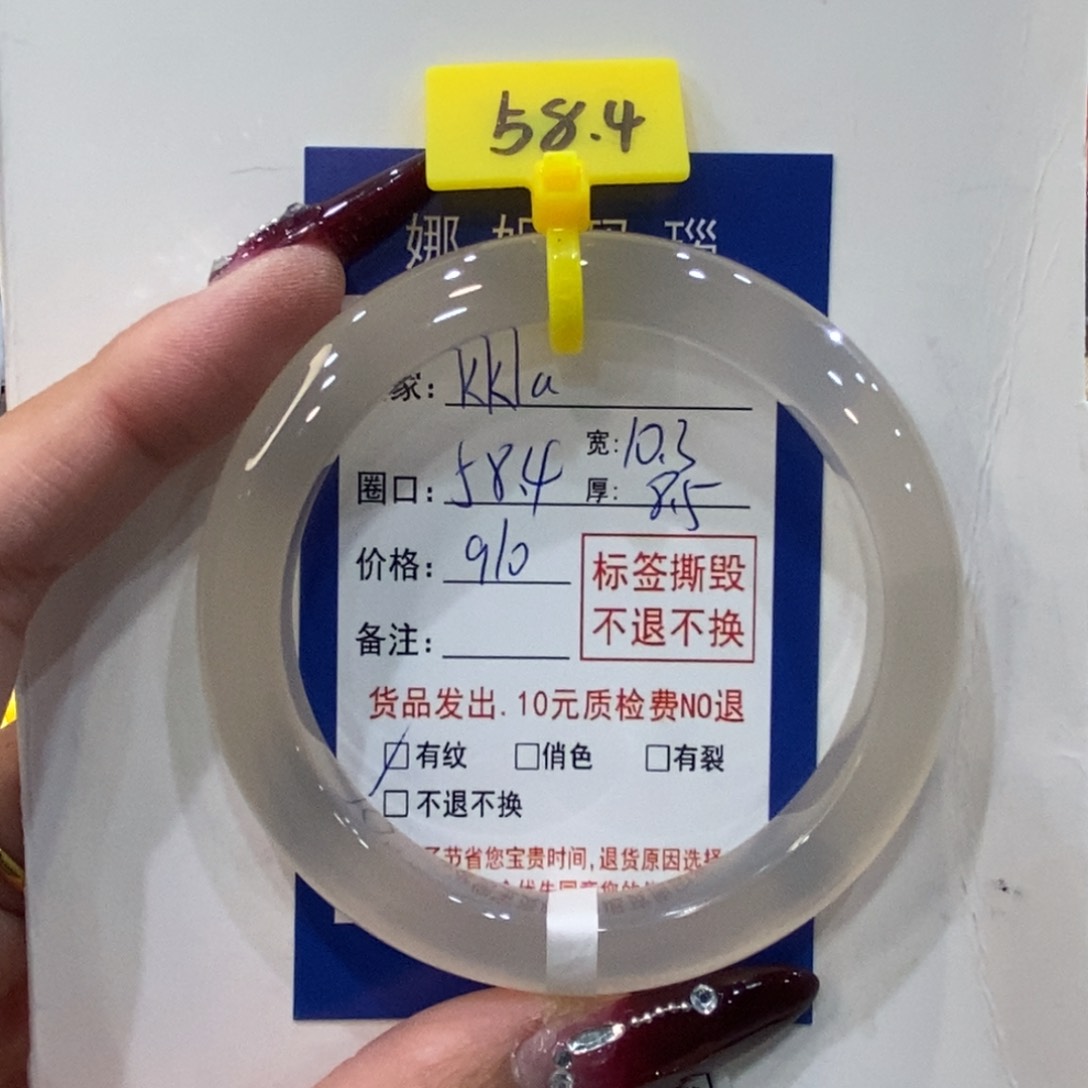 58.4
娜
瑙
家: kkla
宽: 10.3
圈口: 58.4 厚: 8.5
价格: 910
标签撕毁
不退不换
备注:
货品发出. 10元质检费NO退
有纹 俏色 有裂
不退不换
节省您宝贵时间,退货原因选择